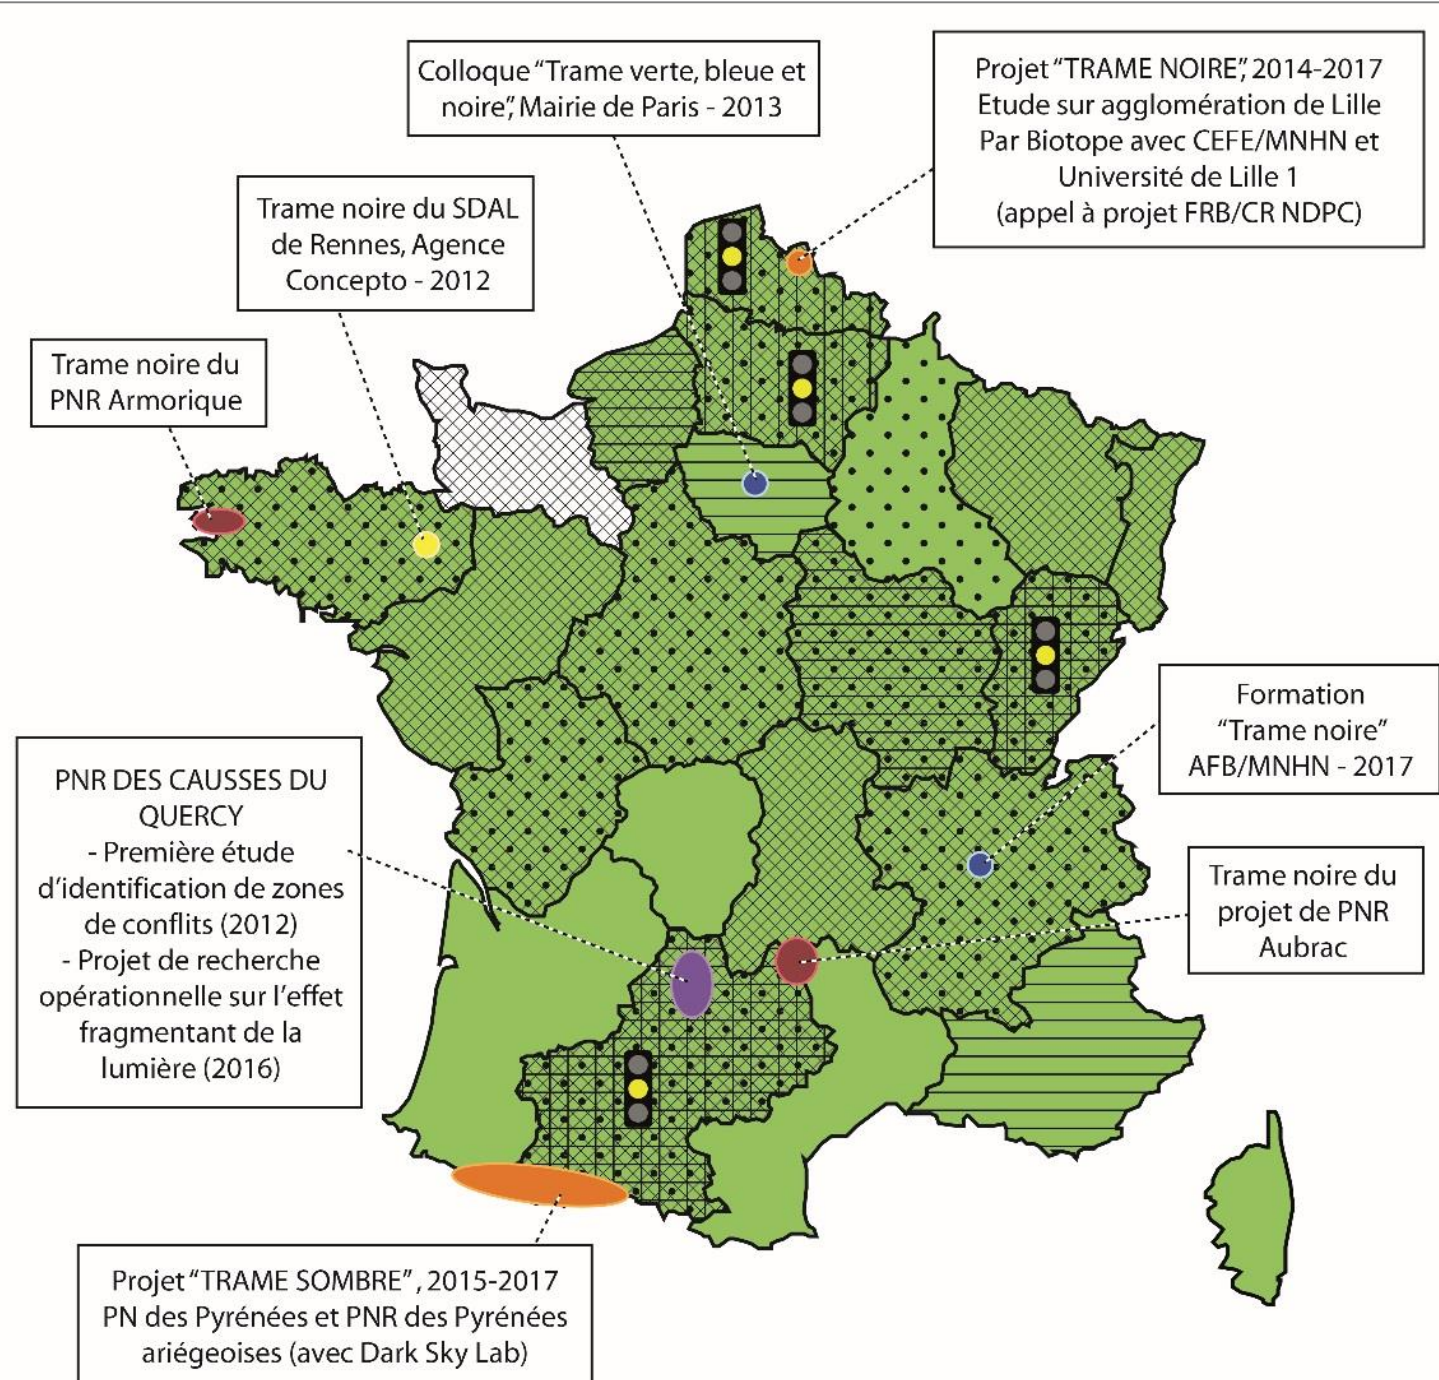 Colloque "Trame verte, bleue et
noire", Mairie de Paris - 2013
Projet "TRAME NOIRE", 2014-2017
Etude sur agglomération de Lille
Par Biotope avec CEFE/MNHN et
Université de Lille 1
(appel à projet FRB/CR NDPC)
Trame noire du SDAL
de Rennes, Agence
Concepto - 2012
Trame noire du
PNR Armorique
Formation
"Trame noire"
AFB/MNHN - 2017
PNR DES CAUSSES DU
QUERCY
- Première étude
d'identification de zones
de conflits (2012)
- Projet de recherche
opérationnelle sur l'effet
fragmentant de la
lumière (2016)
Trame noire du
projet de PNR
Aubrac
Projet "TRAME SOMBRE", 2015-2017
PN des Pyrénées et PNR des Pyrénées
ariégeoises (avec Dark Sky Lab)